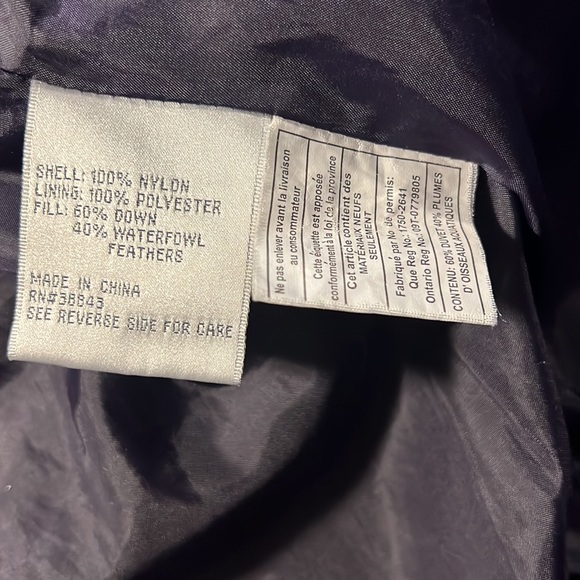 SHELL: 100% NYLON
LINING: 100% POLYESTER
FILL: 60% DOWN
40% WATERFOWL
FEATHERS
MADE IN CHINA
RN#38843
SEE REVERSE SIDE FOR CARE
Ne pas enlever avant la livraison
au consommateur.
Cette étiquette est apposée
conformément à la loi de la province
Cet article contient des
MATÉRIAUX NEUFS
SEULEMENT
Fabriqué par No de permis:
Que Reg No.: 1750-2641
Ontario Reg No.: 09T-0779805
CONTENU: 60% DUVET 40% PLUMES
D'OISEAUX AQUATIQUES